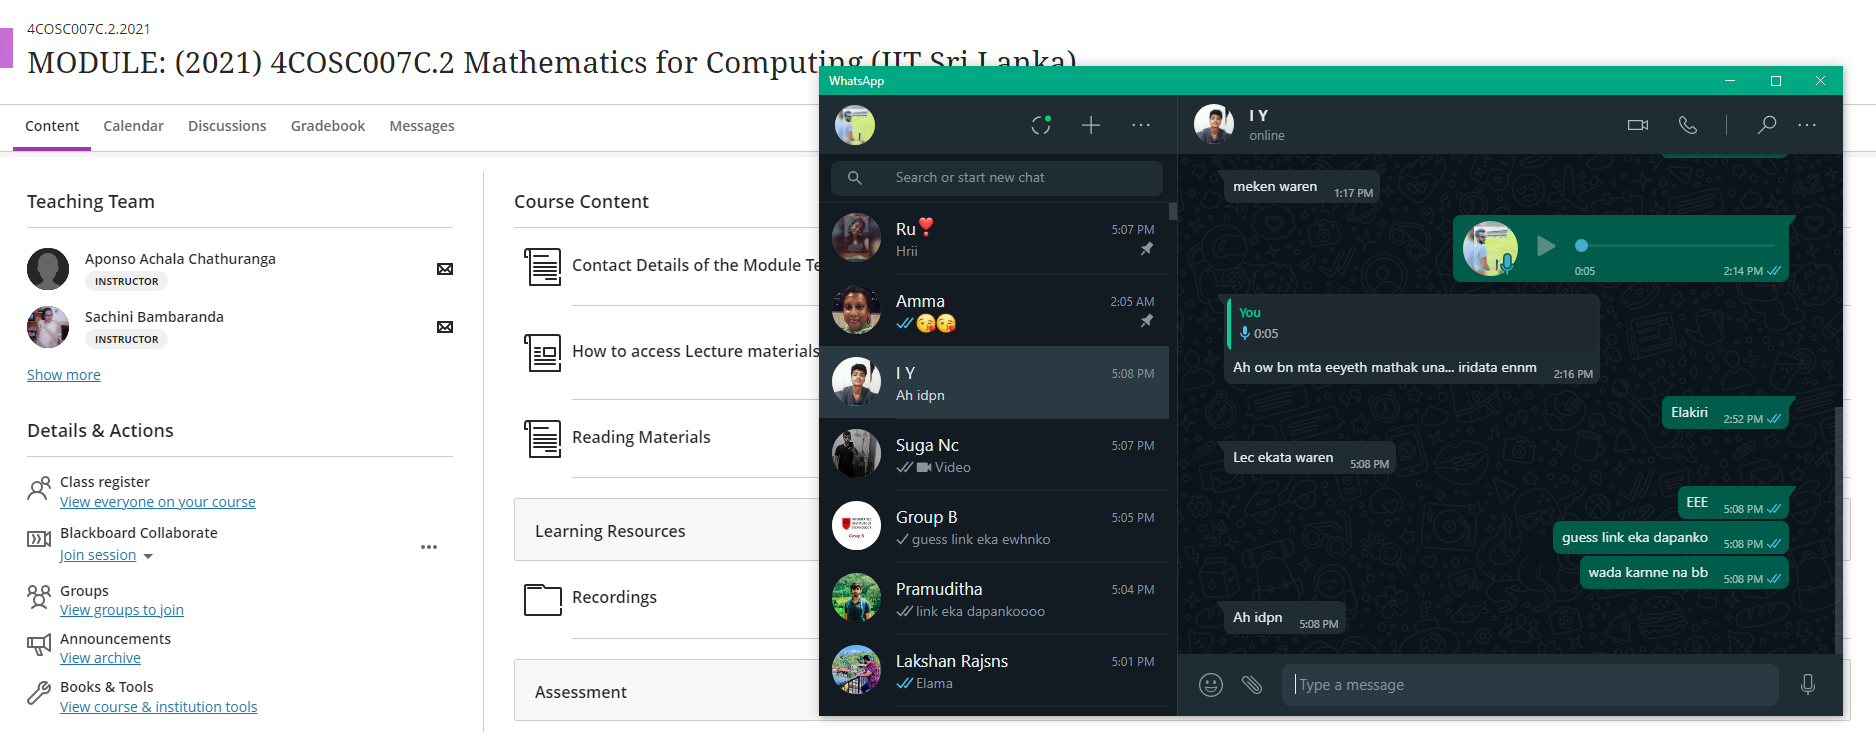 4COSC007C.2.2021
MODULE: (2021) 4COSC007C.2 Mathematics for Computing (IIT Sri Lanka)
Content Calendar Discussions Gradebook Messages
Teaching Team
Aponso Achala Chathuranga
INSTRUCTOR
Sachini Bambaranda
INSTRUCTOR
Show more
Details & Actions
Class register
View everyone on your course
Blackboard Collaborate
Join session
Groups
View groups to join
Announcements
View archive
Books & Tools
View course & institution tools
Course Content
Contact Details of the Module Te
How to access Lecture materials
Reading Materials
Learning Resources
Recordings
Assessment
WhatsApp
Search or start new chat
Ru❣ 5:07 PM
Hrii
Amma 2:05 AM
😘😘
I Y 5:08 PM
Ah idpn
Suga Nc 5:07 PM
Video
Group B 5:05 PM
guess link eka ewhnko
Pramuditha 5:04 PM
link eka dapankoooo
Lakshan Rajsns 5:01 PM
Elama
I Y
online
meken waren 1:17 PM
0:05 2:14 PM
You
0:05
Ah ow bn mta eeyeth mathak una... iridata ennm 2:16 PM
Elakiri 2:52 PM
Lec ekata waren 5:08 PM
EEE 5:08 PM
guess link eka dapanko 5:08 PM
wada karnne na bb 5:08 PM
Ah idpn 5:08 PM
Type a message